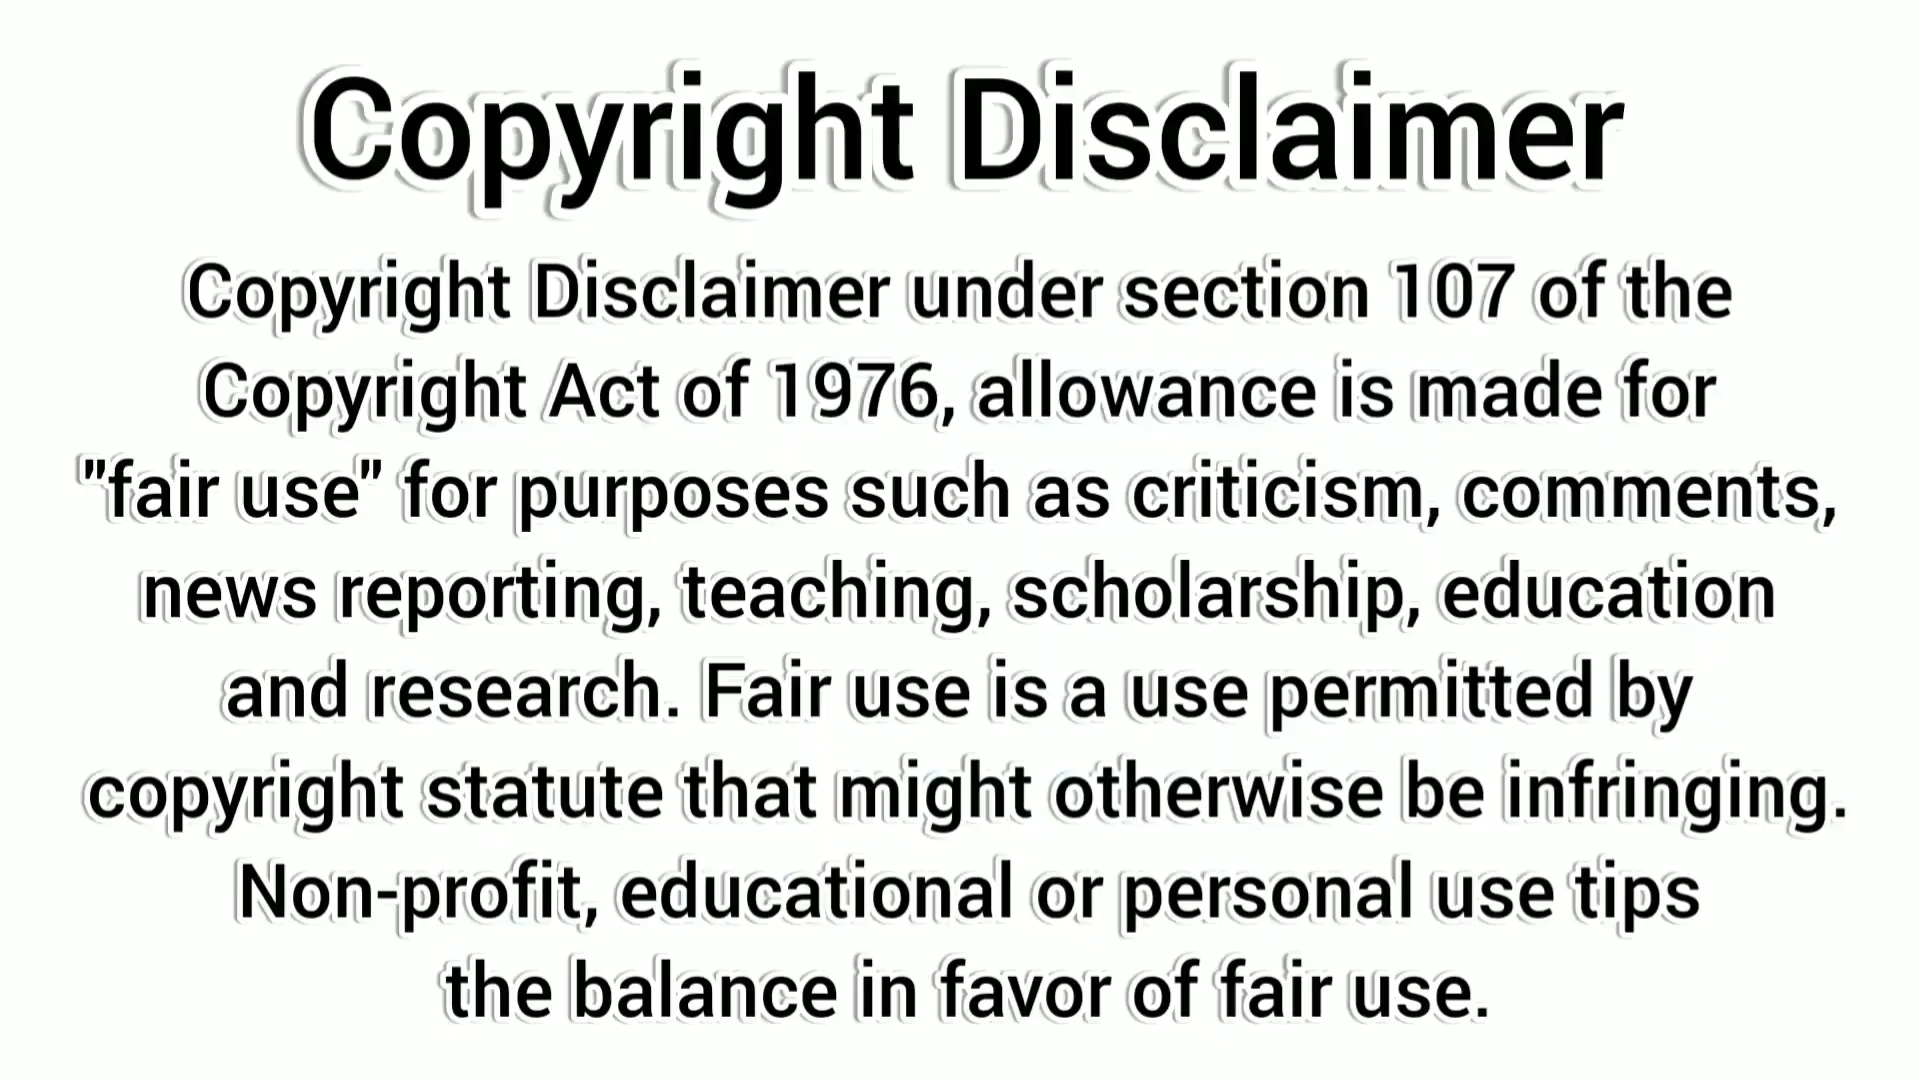 Copyright Disclaimer
Copyright Disclaimer under section 107 of the
Copyright Act of 1976, allowance is made for
"fair use" for purposes such as criticism, comments,
news reporting, teaching, scholarship, education
and research. Fair use is a use permitted by
copyright statute that might otherwise be infringing.
Non-profit, educational or personal use tips
the balance in favor of fair use.